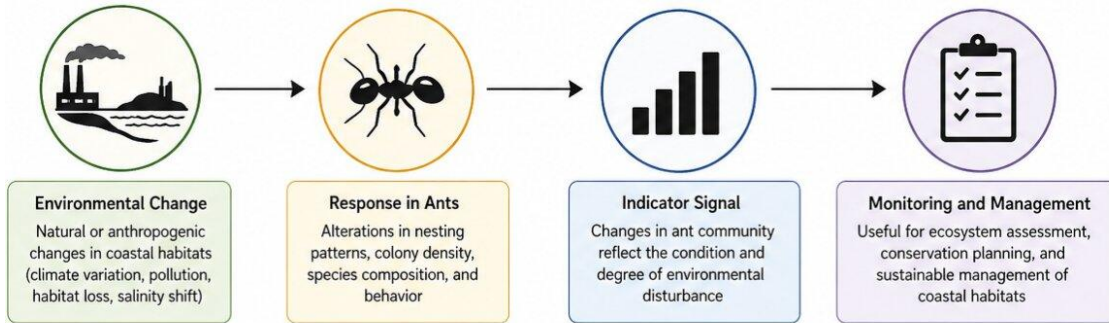 Environmental Change
Natural or anthropogenic
changes in coastal habitats
(climate variation, pollution,
habitat loss, salinity shift)
Response in Ants
Alterations in nesting
patterns, colony density,
species composition, and
behavior
Indicator Signal
Changes in ant community
reflect the condition and
degree of environmental
disturbance
Monitoring and Management
Useful for ecosystem assessment,
conservation planning, and
sustainable management of
coastal habitats